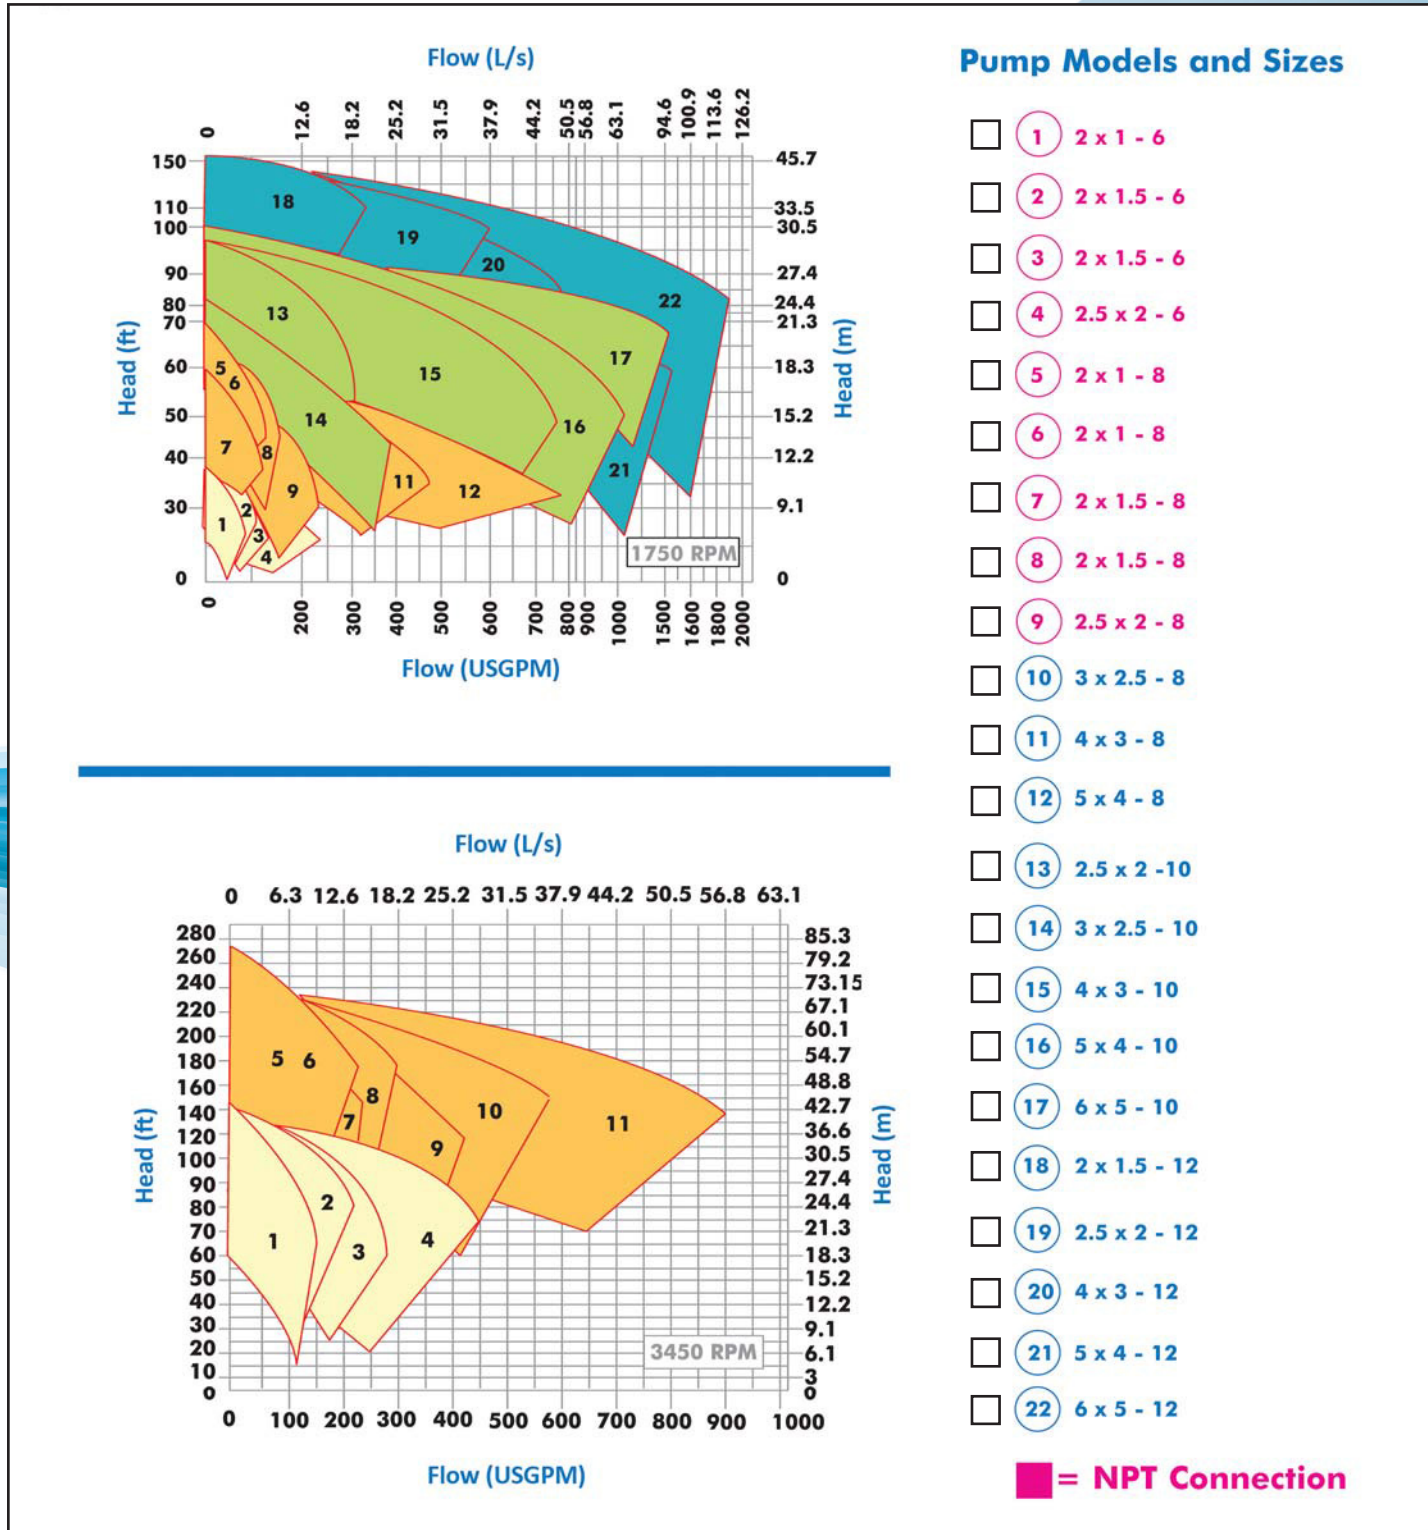 Flow (L/s)
0 12.6 18.2 25.2 31.5 37.9 44.2 50.5 56.8 63.1 94.6 100.9 113.6 126.2
150 45.7
110 33.5
100 30.5
90 27.4
80 24.4
70 21.3
60 18.3
50 15.2
40 12.2
30 9.1
0 0
Head (ft)
Head (m)
18
19
20
22
13
17
5
15
6
14
16
7
8
21
11
9
12
1
2
3
4
1750 RPM
0 200 300 400 500 600 700 800 900 1000 1500 1600 1800 2000
Flow (USGPM)
Flow (L/s)
0 6.3 12.6 18.2 25.2 31.5 37.9 44.2 50.5 56.8 63.1
280 85.3
260 79.2
240 73.15
220 67.1
200 60.1
180 54.7
160 48.8
140 42.7
120 36.6
100 30.5
90 27.4
80 24.4
70 21.3
60 18.3
50 15.2
40 12.2
30 9.1
20 6.1
10 3
0 0
Head (ft)
Head (m)
5 6
8
10
7
11
9
2
1
3
4
3450 RPM
0 100 200 300 400 500 600 700 800 900 1000
Flow (USGPM)
Pump Models and Sizes
1 2 x 1 - 6
2 2 x 1.5 - 6
3 2 x 1.5 - 6
4 2.5 x 2 - 6
5 2 x 1 - 8
6 2 x 1 - 8
7 2 x 1.5 - 8
8 2 x 1.5 - 8
9 2.5 x 2 - 8
10 3 x 2.5 - 8
11 4 x 3 - 8
12 5 x 4 - 8
13 2.5 x 2 -10
14 3 x 2.5 - 10
15 4 x 3 - 10
16 5 x 4 - 10
17 6 x 5 - 10
18 2 x 1.5 - 12
19 2.5 x 2 - 12
20 4 x 3 - 12
21 5 x 4 - 12
22 6 x 5 - 12
= NPT Connection